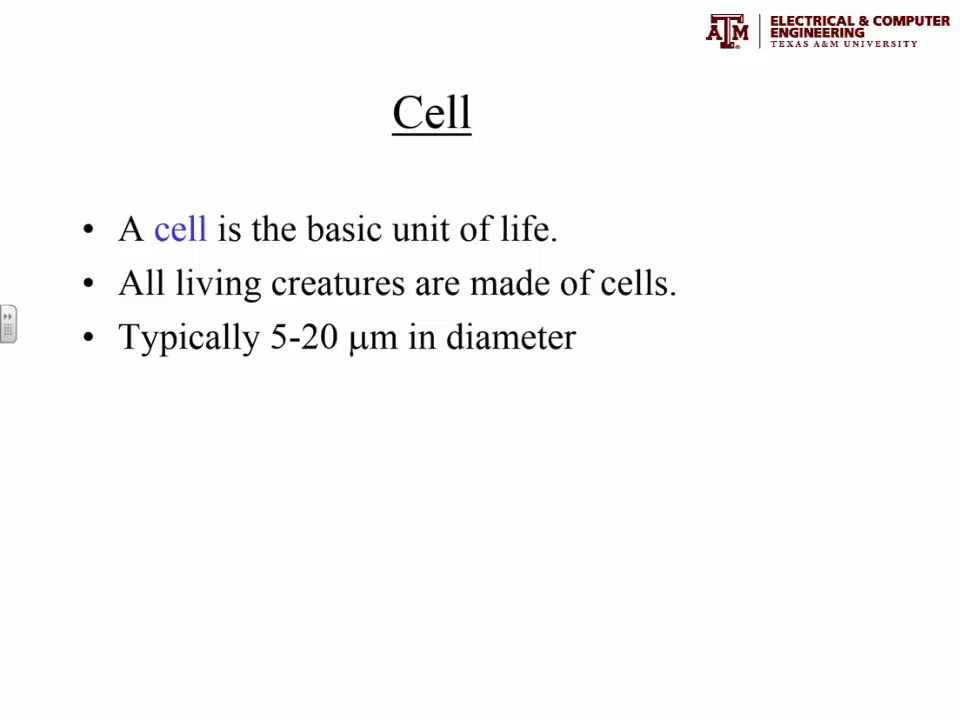 ELECTRICAL & COMPUTER
ENGINEERING
TEXAS A&M UNIVERSITY
ATM
Cell
• A cell is the basic unit of life.
• All living creatures are made of cells.
• Typically 5-20 μm in diameter